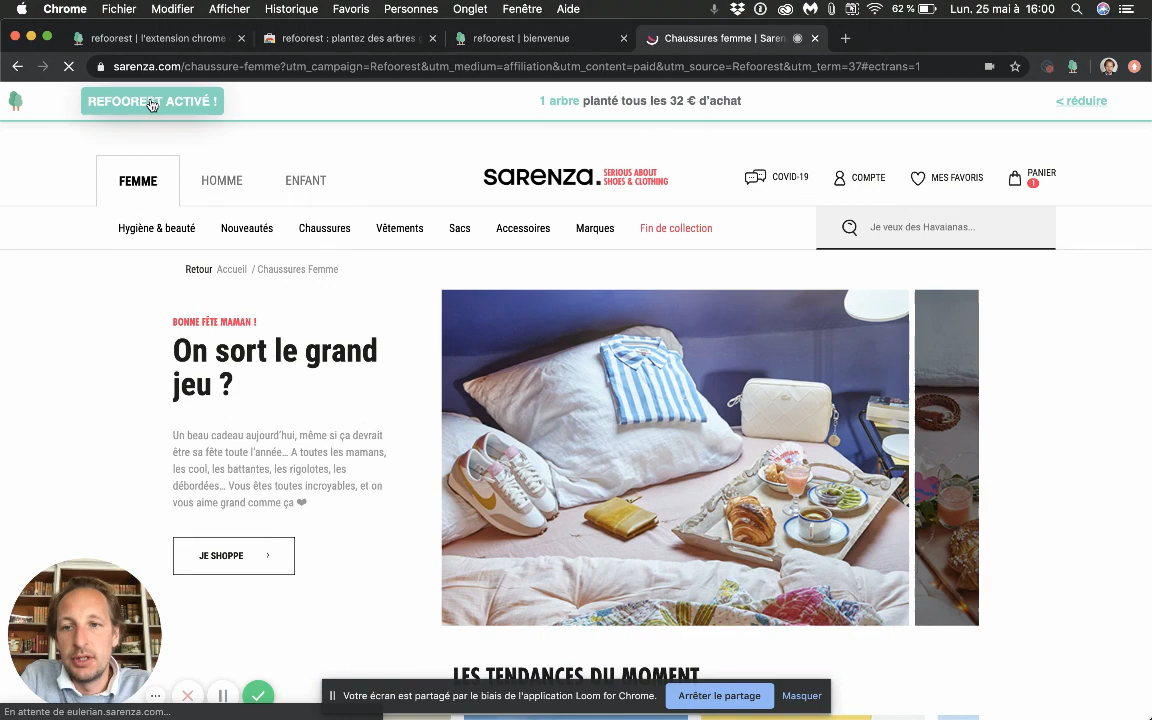 Chrome Fichier Modifier Afficher Historique Favoris Personnes Onglet Fenêtre Aide 62 % Lun. 25 mai à 16:00
refoorest | l'extension chrome refoorest : plantez des arbres refoorest | bienvenue Chaussures femme | Saren
sarenza.com/chaussure-femme?utm_campaign=Refoorest&utm_medium=affiliation&utm_content=paid&utm_source=Refoorest&utm_term=37#ectrans=1
REFOOREST ACTIVÉ ! 1 arbre planté tous les 32 € d'achat < réduire
FEMME HOMME ENFANT sarenza. SERIOUS ABOUT SHOES & CLOTHING COVID-19 COMPTE MES FAVORIS PANIER 1
Hygiène & beauté Nouveautés Chaussures Vêtements Sacs Accessoires Marques Fin de collection Je veux des Havaianas...
Retour Accueil / Chaussures Femme
BONNE FÊTE MAMAN !
On sort le grand
jeu ?
Un beau cadeau aujourd'hui, même si ça devrait
être sa fête toute l'année... A toutes les mamans,
les cool, les battantes, les rigolotes, les
débordées... Vous êtes toutes incroyables, et on
vous aime grand comme ça ❤
JE SHOPPE ›
LES TENDANCES DU MOMENT
Votre écran est partagé par le biais de l'application Loom for Chrome. Arrêter le partage Masquer
En attente de eulerian.sarenza.com...